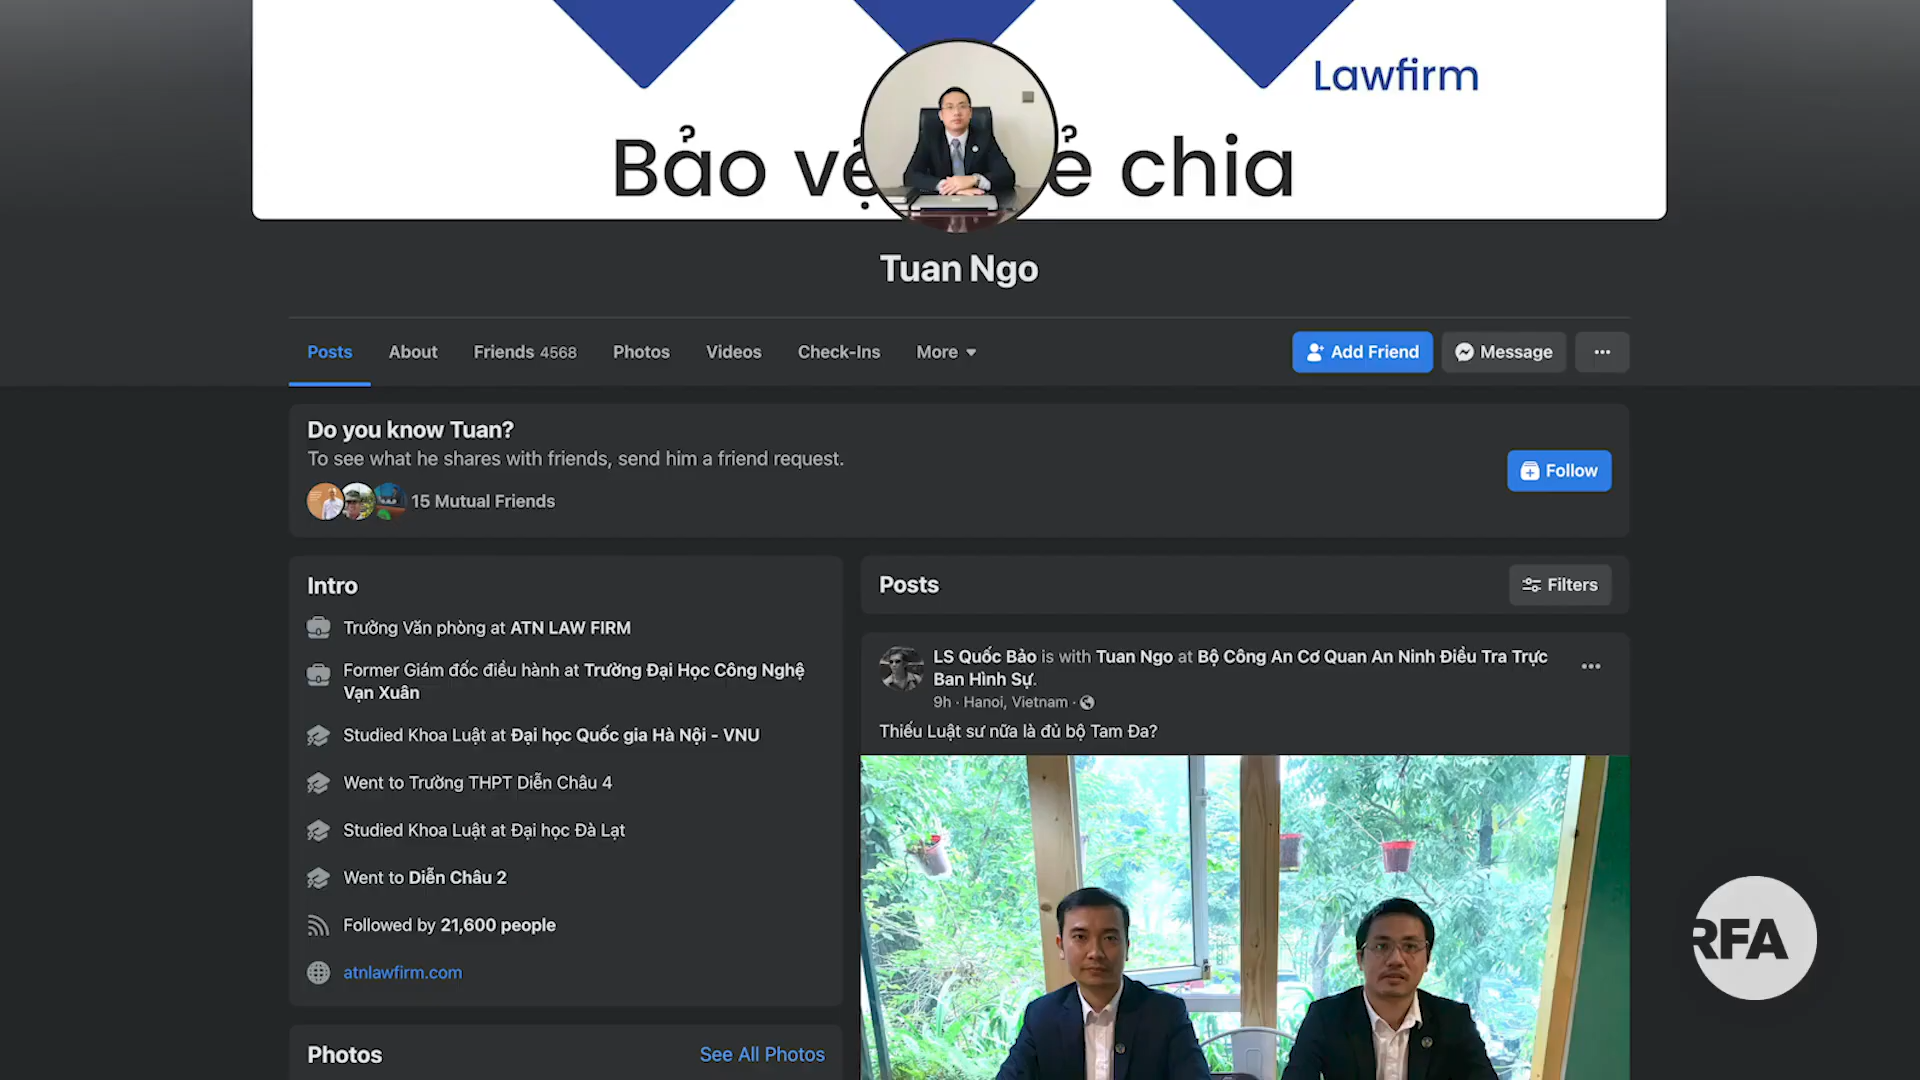 Lawfirm
Bảo vệ ẻ chia
Tuan Ngo
Posts
About
Friends 4568
Photos
Videos
Check-Ins
More
Add Friend
Message
Do you know Tuan?
To see what he shares with friends, send him a friend request.
15 Mutual Friends
Follow
Intro
Trưởng Văn phòng at ATN LAW FIRM
Former Giám đốc điều hành at Trường Đại Học Công Nghệ
Vạn Xuân
Studied Khoa Luật at Đại học Quốc gia Hà Nội - VNU
Went to Trường THPT Diễn Châu 4
Studied Khoa Luật at Đại học Đà Lạt
Went to Diễn Châu 2
Followed by 21,600 people
atnlawfirm.com
Photos
See All Photos
Posts
Filters
LS Quốc Bảo is with Tuan Ngo at Bộ Công An Cơ Quan An Ninh Điều Tra Trực
Ban Hình Sự.
9h · Hanoi, Vietnam ·
Thiếu Luật sư nữa là đủ bộ Tam Đa?
RFA